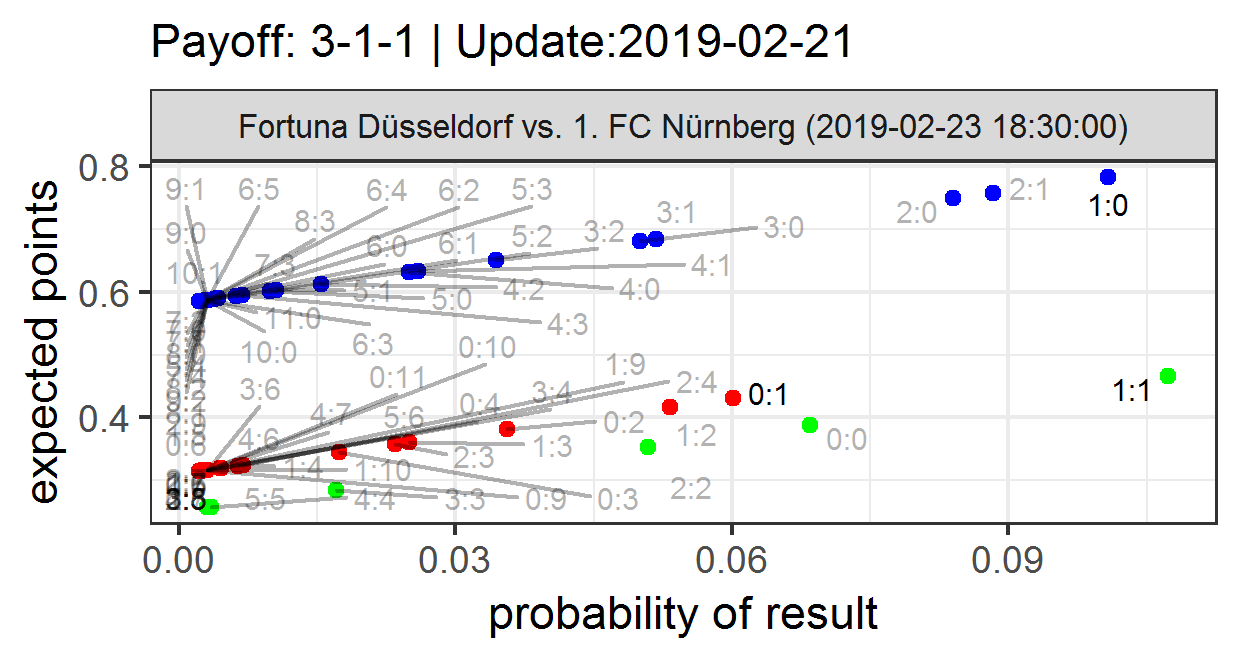 Payoff: 3-1-1 | Update:2019-02-21
Fortuna Düsseldorf vs. 1. FC Nürnberg (2019-02-23 18:30:00)
expected points
0.8
0.6
0.4
9:1 6:5 6:4 6:2 5:3
2:1
2:0 1:0
3:1
8:3
9:0 6:0 6:1 5:2 3:2 3:0
10:1 7:3 4:1
5:1 5:0 4:2 4:0
11:0 4:3
10:0 6:3 0:10
3:6 0:11 1:9 2:4
4:7 5:6 0:4 3:4 0:2 0:1 1:1
4:6 1:2 0:0
1:4 1:10 2:3 1:3
2:2
5:5 4:4 3:3 0:9 0:3
0.00 0.03 0.06 0.09
probability of result